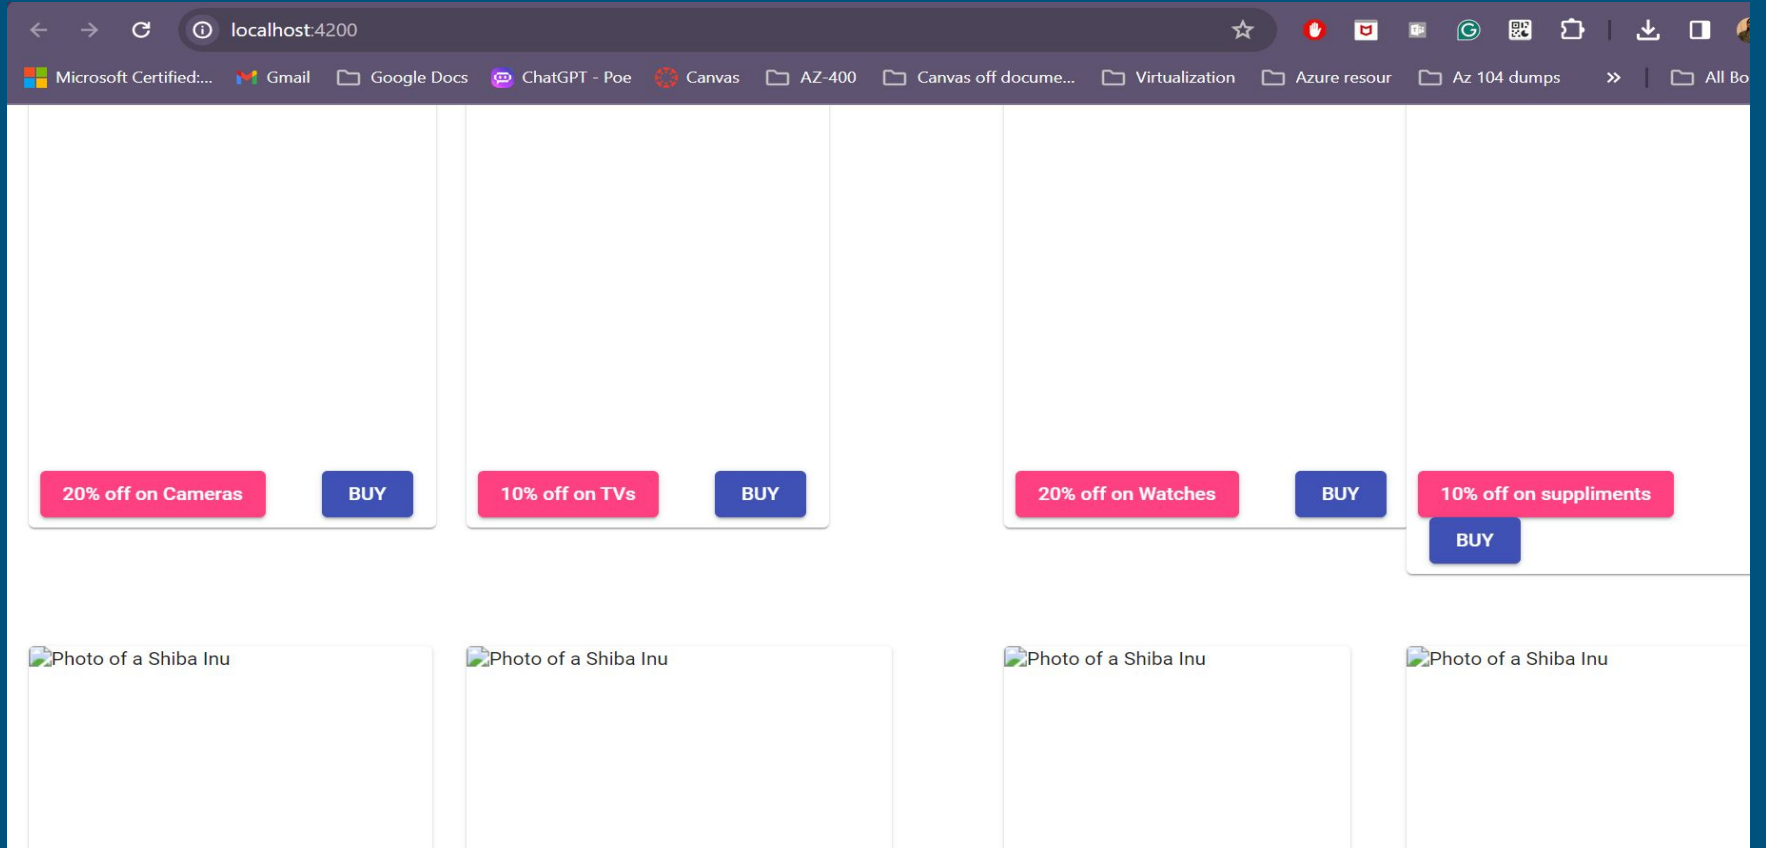 localhost:4200
Microsoft Certified:... Gmail Google Docs ChatGPT - Poe Canvas AZ-400 Canvas off docume... Virtualization Azure resour Az 104 dumps » All Bo
20% off on Cameras BUY 10% off on TVs BUY 20% off on Watches BUY 10% off on suppliments
BUY
Photo of a Shiba Inu Photo of a Shiba Inu Photo of a Shiba Inu Photo of a Shiba Inu